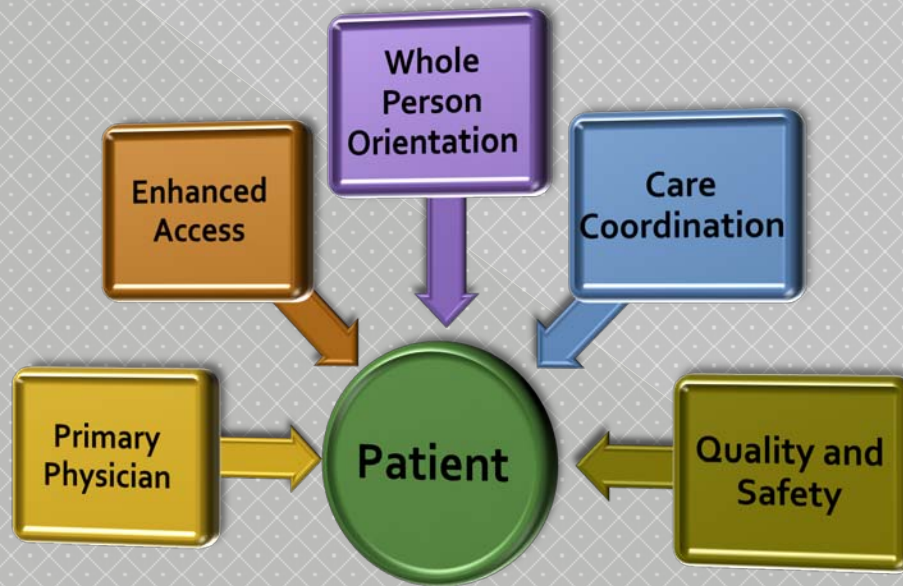 Whole
Person
Orientation
Enhanced
Access
Care
Coordination
Primary
Physician
Patient
Quality and
Safety